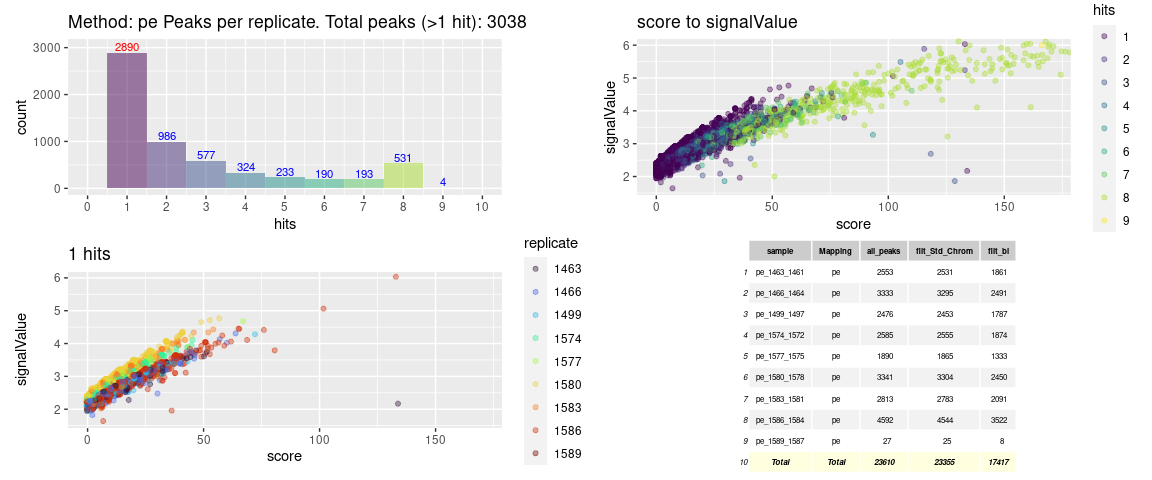 Method: pe Peaks per replicate. Total peaks (>1 hit): 3038
count
3000
2000
1000
0
2890
986
577
324
233
190
193
531
4
0 1 2 3 4 5 6 7 8 9 10
hits
score to signalValue
signalValue
6
5
4
3
2
0 50 100 150
score
hits
1
2
3
4
5
6
7
8
9
1 hits
signalValue
6
5
4
3
2
0 50 100 150
score
replicate
1463
1466
1499
1574
1577
1580
1583
1586
1589
sample Mapping all_peaks filt_Std_Chrom filt_bl
1 pe_1463_1461 pe 2553 2531 1861
2 pe_1466_1464 pe 3333 3295 2491
3 pe_1499_1497 pe 2476 2453 1787
4 pe_1574_1572 pe 2585 2555 1874
5 pe_1577_1575 pe 1890 1865 1333
6 pe_1580_1578 pe 3341 3304 2450
7 pe_1583_1581 pe 2813 2783 2091
8 pe_1586_1584 pe 4592 4544 3522
9 pe_1589_1587 pe 27 25 8
10 Total Total 23610 23355 17417